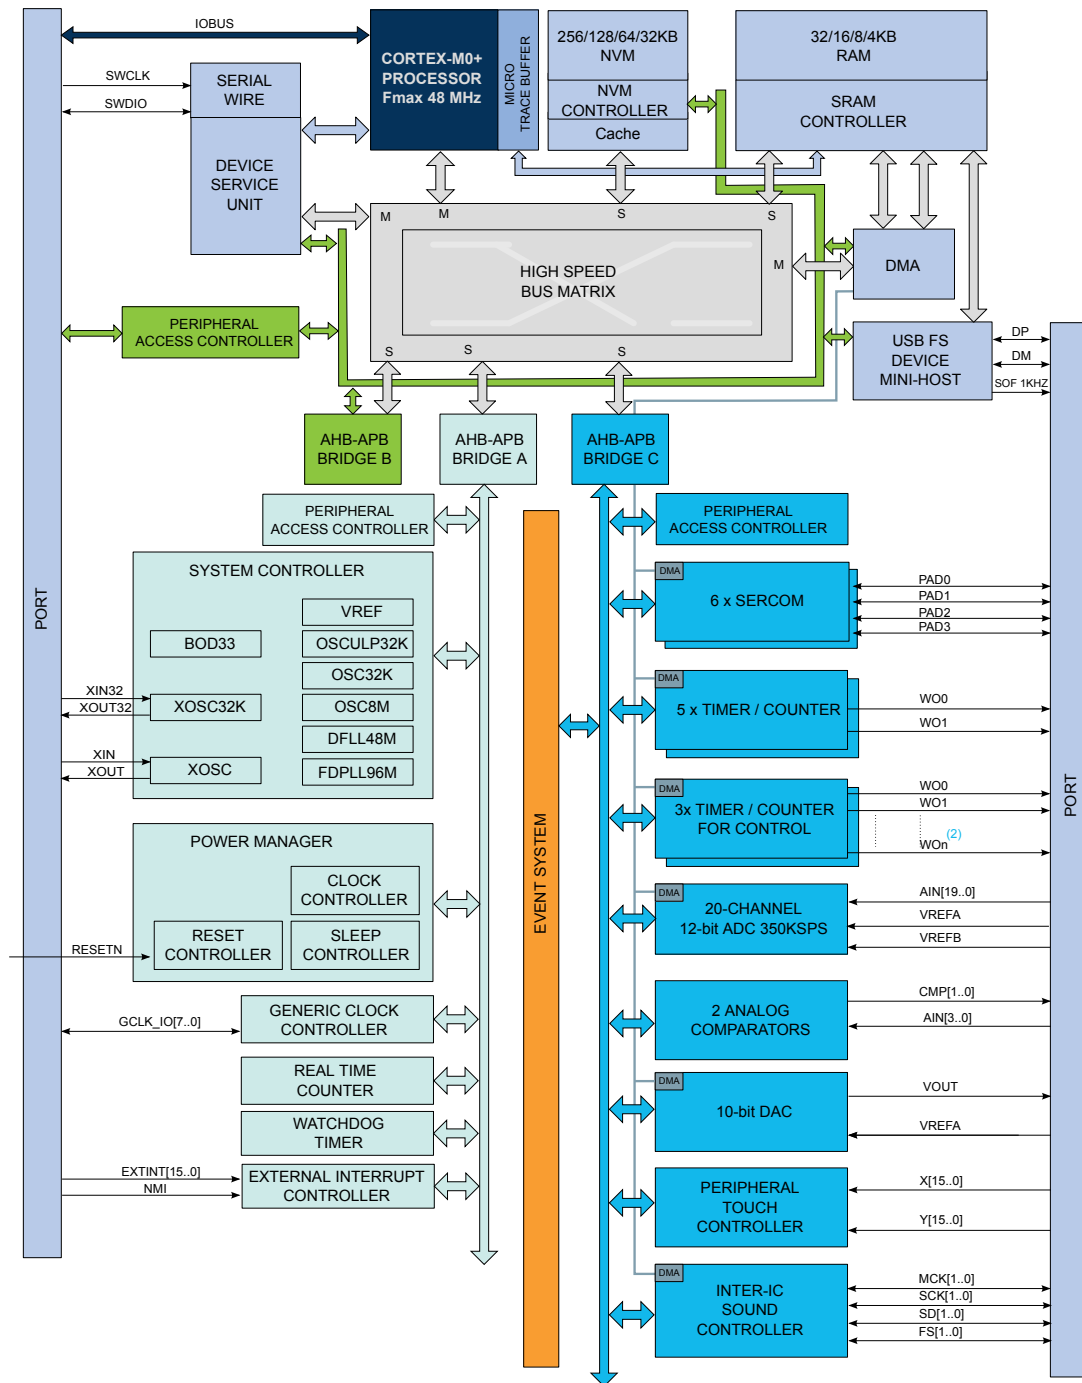 IOBUS
CORTEX-M0+
PROCESSOR
Fmax 48 MHz
MICRO
TRACE BUFFER
256/128/64/32KB
NVM
NVM
CONTROLLER
Cache
32/16/8/4KB
RAM
SRAM
CONTROLLER
SWCLK
SWDIO
SERIAL
WIRE
DEVICE
SERVICE
UNIT
M
M
S
S
M
HIGH SPEED
BUS MATRIX
S
S
S
DMA
PERIPHERAL
ACCESS CONTROLLER
USB FS
DEVICE
MINI-HOST
DP
DM
SOF 1KHZ
AHB-APB
BRIDGE B
AHB-APB
BRIDGE A
AHB-APB
BRIDGE C
PORT
PERIPHERAL
ACCESS CONTROLLER
SYSTEM CONTROLLER
VREF
BOD33
OSCULP32K
OSC32K
XIN32
XOUT32
XOSC32K
OSC8M
DFLL48M
XIN
XOUT
XOSC
FDPLL96M
POWER MANAGER
CLOCK
CONTROLLER
RESETN
RESET
CONTROLLER
SLEEP
CONTROLLER
GCLK_IO[7..0]
GENERIC CLOCK
CONTROLLER
REAL TIME
COUNTER
WATCHDOG
TIMER
EXTINT[15..0]
NMI
EXTERNAL INTERRUPT
CONTROLLER
EVENT SYSTEM
PERIPHERAL
ACCESS CONTROLLER
DMA
6 x SERCOM
PAD0
PAD1
PAD2
PAD3
DMA
5 x TIMER / COUNTER
WO0
WO1
DMA
3x TIMER / COUNTER
FOR CONTROL
WO0
WO1
(2)
WOn
DMA
20-CHANNEL
12-bit ADC 350KSPS
AIN[19..0]
VREFA
VREFB
2 ANALOG
COMPARATORS
CMP[1..0]
AIN[3..0]
DMA
10-bit DAC
VOUT
VREFA
PERIPHERAL
TOUCH
CONTROLLER
X[15..0]
Y[15..0]
DMA
INTER-IC
SOUND
CONTROLLER
MCK[1..0]
SCK[1..0]
SD[1..0]
FS[1..0]
PORT